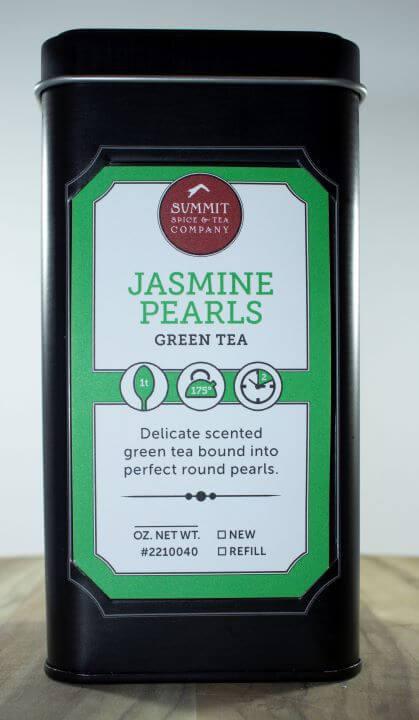 SUMMIT
SPICE & TEA
COMPANY
JASMINE
PEARLS
GREEN TEA
1t
175°
2
Delicate scented
green tea bound into
perfect round pearls.
OZ. NET WT. ☐ NEW
#2210040 ☐ REFILL